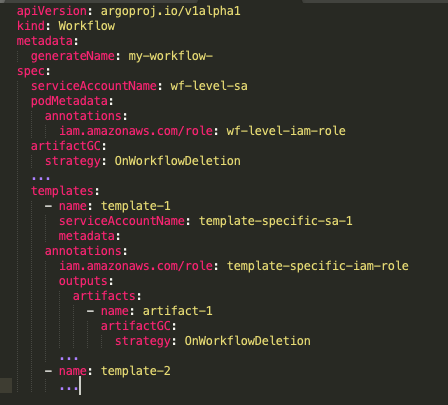 apiVersion: argoproj.io/v1alpha1
kind: Workflow
metadata:
  generateName: my-workflow-
spec:
  serviceAccountName: wf-level-sa
  podMetadata:
    annotations:
      iam.amazonaws.com/role: wf-level-iam-role
  artifactGC:
    strategy: OnWorkflowDeletion
  ...
  templates:
    - name: template-1
      serviceAccountName: template-specific-sa-1
      metadata:
    annotations:
      iam.amazonaws.com/role: template-specific-iam-role
      outputs:
        artifacts:
          - name: artifact-1
            artifactGC:
              strategy: OnWorkflowDeletion
      ...
    - name: template-2
      ...